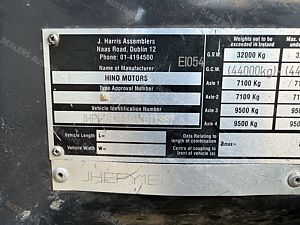 J. Harris Assemblers
Naas Road, Dublin 12
Phone: 01-4194500
EI054
Name of Manufacturer
HINO MOTORS
Type Approval Number
Vehicle Identification Number
Vehicle Length L=
Vehicle Width W=
Data Relating to
length of combination:
Distance coupling centre to
front of vehicle (a)
Weights not to be
exceeded in Ireland
G.V.W. 32000 Kg
G.C.W. (44000kg)
Axle 1 7100 Kg
Axle 2 7100 Kg
Axle 3 9500 Kg
Axle 4 9500 Kg